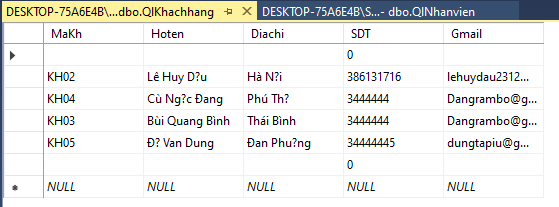 DESKTOP-75A6E4B\...dbo.QlKhachhang DESKTOP-75A6E4B\S...- dbo.QlNhanvien
MaKh Hoten Diachi SDT Gmail
0
KH02 Lê Huy D?u Hà N?i 386131716 lehuydau2312...
KH04 Cù Ng?c Đang Phú Th? 3444444 Dangrambo@g...
KH03 Bùi Quang Bình Thái Bình 3444444 Dangrambo@g...
KH05 Đ? Van Dung Đan Phu?ng 34444445 dungtapiu@g...
0
NULL NULL NULL NULL NULL